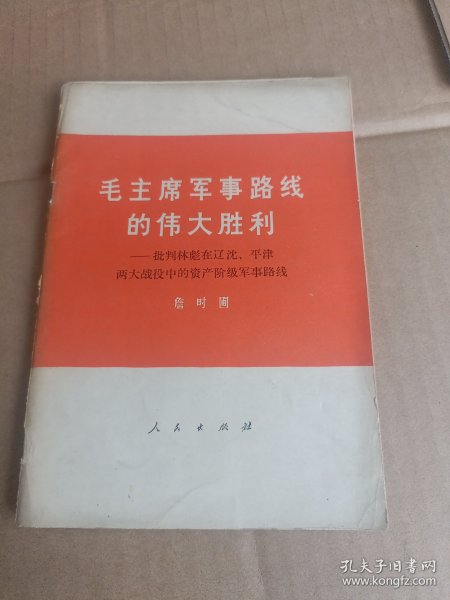 毛主席军事路线
的伟大胜利
——批判林彪在辽沈、平津
两大战役中的资产阶级军事路线
詹时圃
人民出版社
孔夫子旧书网
www.kongfz.com